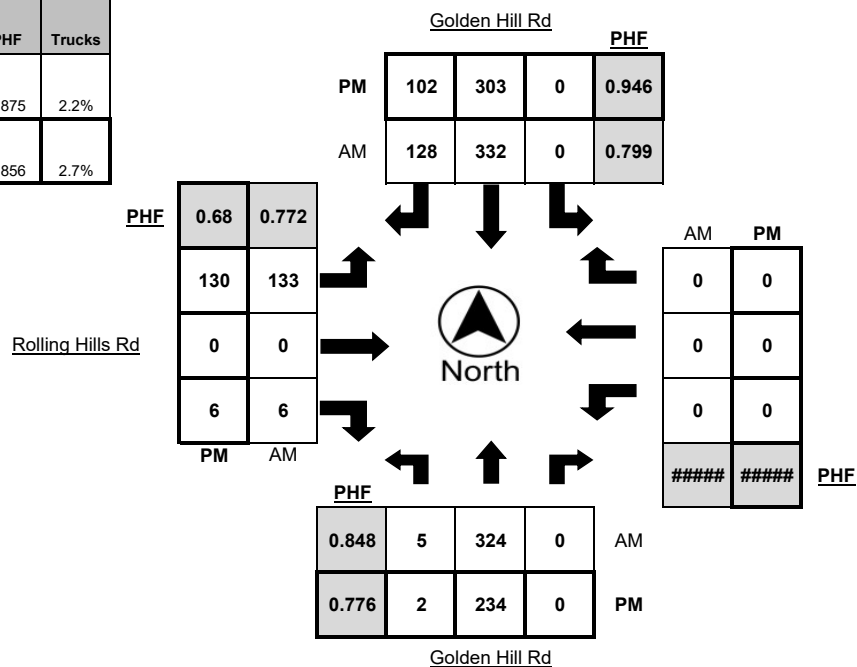 Golden Hill Rd
Trucks
PHF
875 2.2%
PM 102 303 0 0.946
856 2.7%
AM 128 332 0 0.799
PHF 0.68 0.772
AM PM
130 133
0 0
Rolling Hills Rd 0 0
North
0 0
6 6
0 0
PM AM
##### ##### PHF
PHF
0.848 5 324 0 AM
0.776 2 234 0 PM
Golden Hill Rd